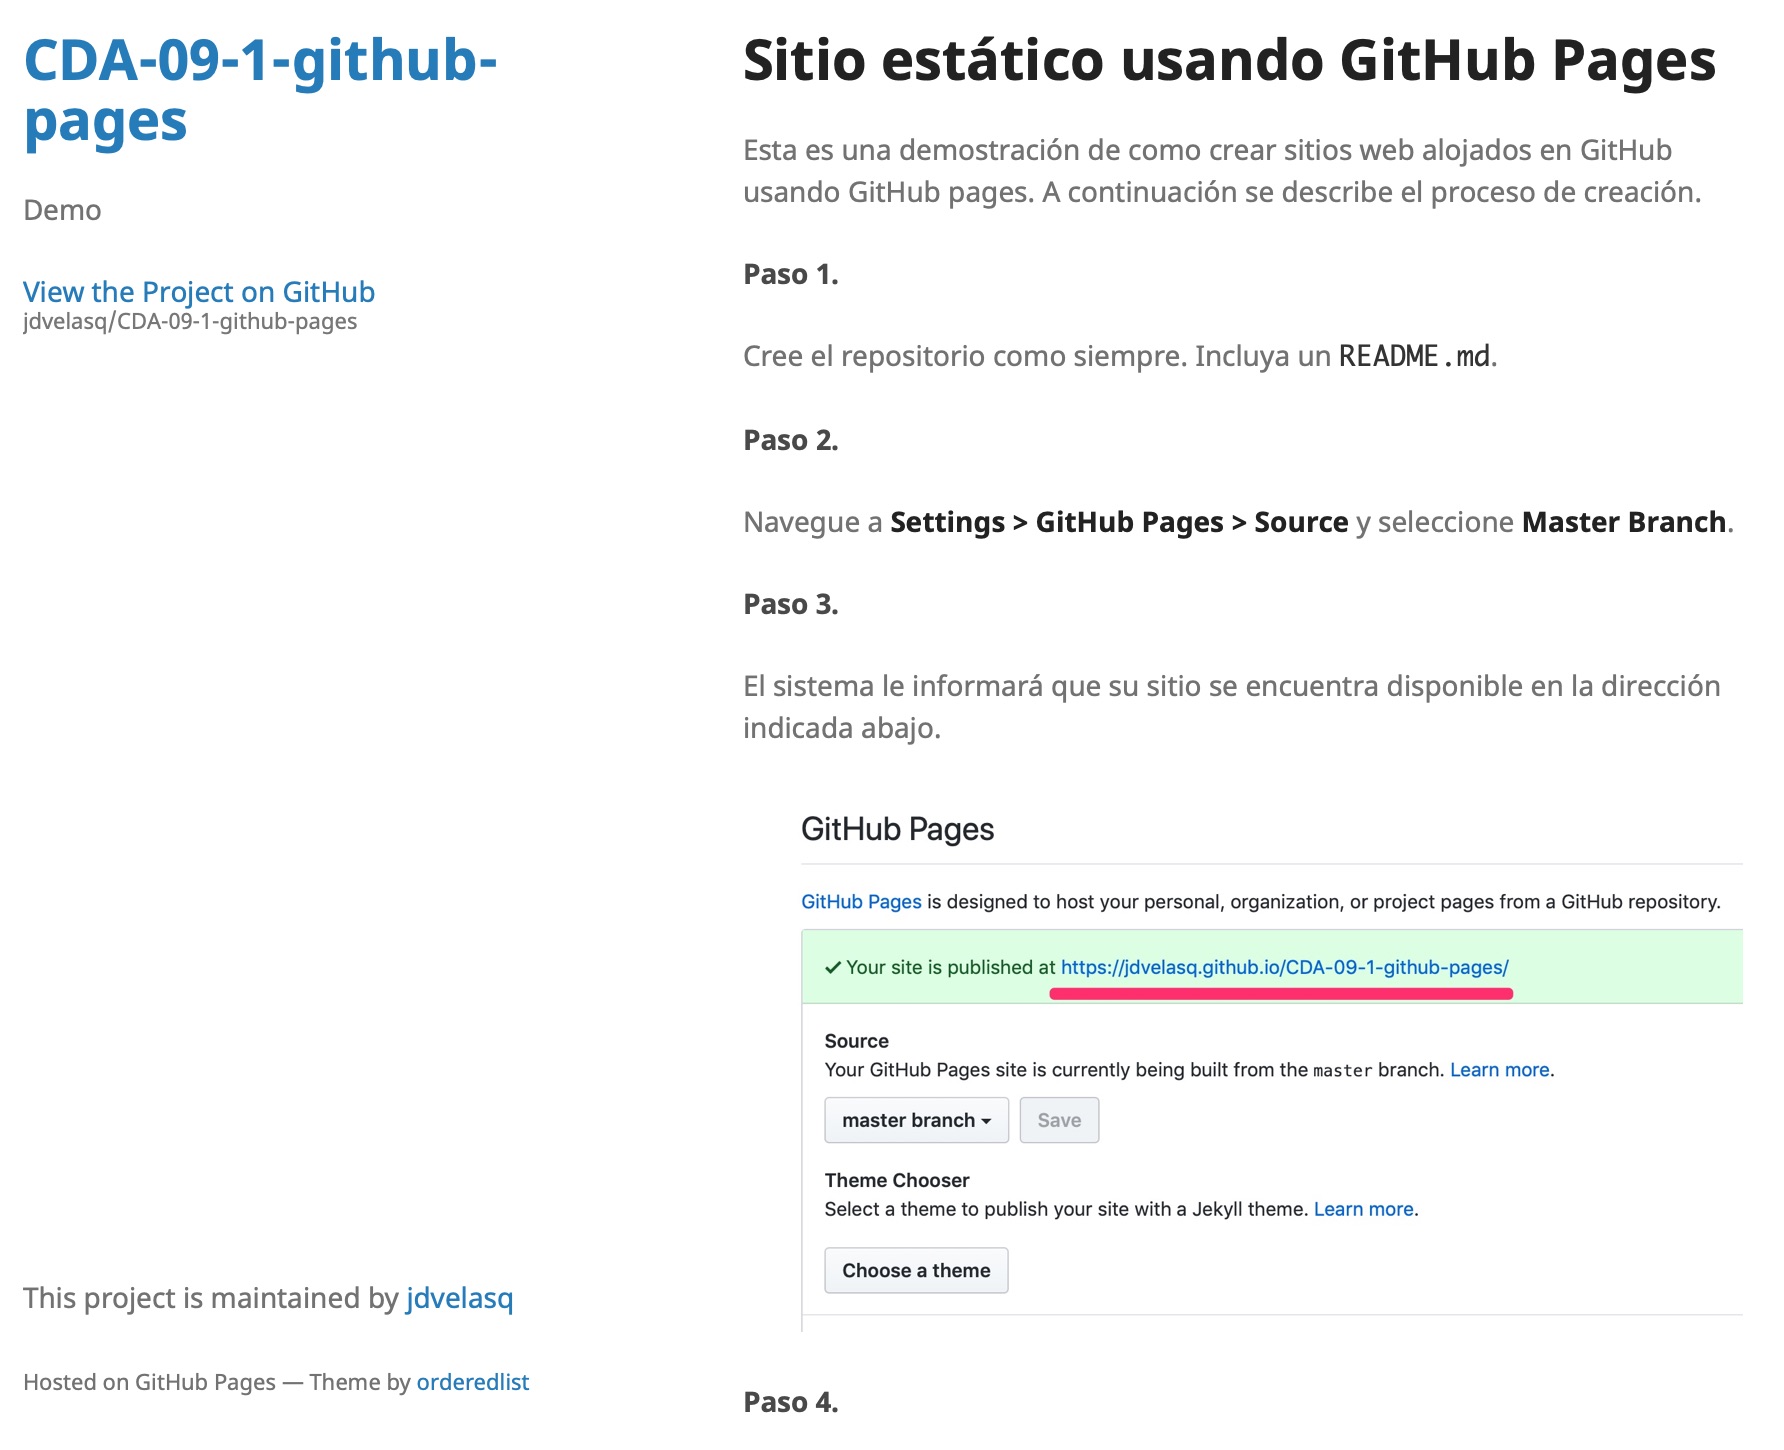 CDA-09-1-github-
pages
Demo
View the Project on GitHub
jdvelasq/CDA-09-1-github-pages
This project is maintained by jdvelasq
Hosted on GitHub Pages — Theme by orderedlist
Sitio estático usando GitHub Pages
Esta es una demostración de como crear sitios web alojados en GitHub
usando GitHub pages. A continuación se describe el proceso de creación.
Paso 1.
Cree el repositorio como siempre. Incluya un README.md.
Paso 2.
Navegue a Settings > GitHub Pages > Source y seleccione Master Branch.
Paso 3.
El sistema le informará que su sitio se encuentra disponible en la dirección
indicada abajo.
GitHub Pages
GitHub Pages is designed to host your personal, organization, or project pages from a GitHub repository.
✓ Your site is published at https://jdvelasq.github.io/CDA-09-1-github-pages/
Source
Your GitHub Pages site is currently being built from the master branch. Learn more.
master branch Save
Theme Chooser
Select a theme to publish your site with a Jekyll theme. Learn more.
Choose a theme
Paso 4.